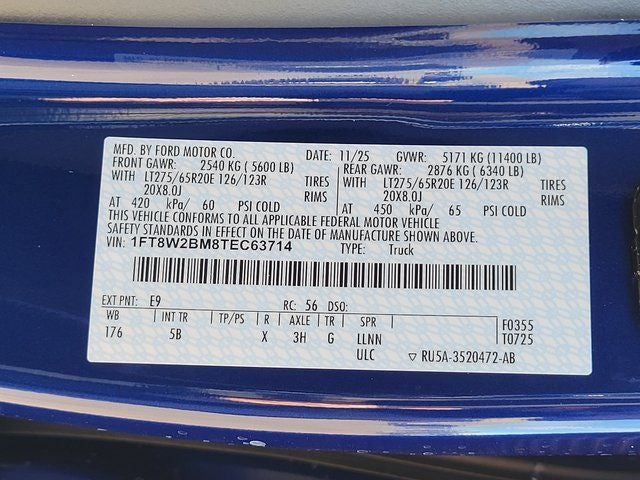 MFD. BY FORD MOTOR CO. DATE: 11/25 GVWR: 5171 KG (11400 LB)
FRONT GAWR: 2540 KG ( 5600 LB) REAR GAWR: 2876 KG ( 6340 LB)
WITH LT275/65R20E 126/123R TIRES WITH LT275/65R20E 126/123R TIRES
20X8.0J RIMS 20X8.0J RIMS
AT 420 kPa/ 60 PSI COLD AT 450 kPa/ 65 PSI COLD
THIS VEHICLE CONFORMS TO ALL APPLICABLE FEDERAL MOTOR VEHICLE
SAFETY STANDARDS IN EFFECT ON THE DATE OF MANUFACTURE SHOWN ABOVE.
VIN: 1FT8W2BM8TEC63714 TYPE: Truck
EXT PNT: E9 RC: 56 DSO:
WB INT TR TP/PS R AXLE TR SPR F0355
176 5B X 3H G LLNN T0725
ULC ▽ RU5A-3520472-AB